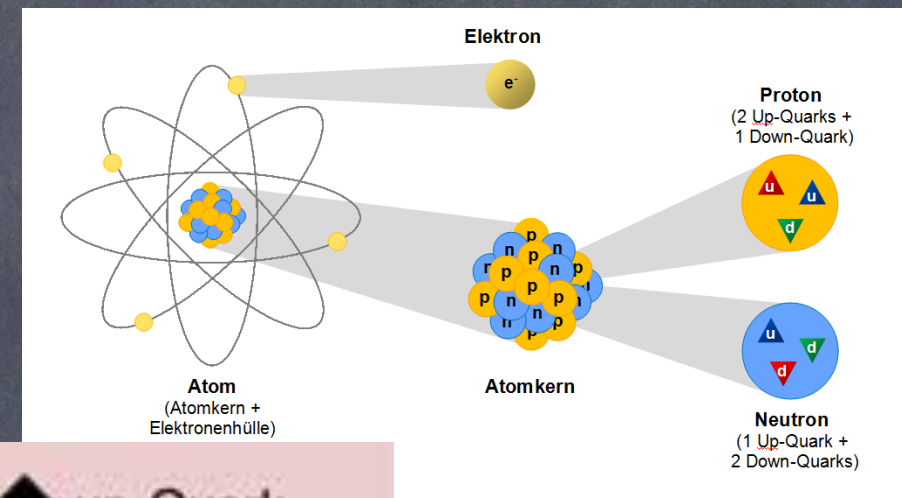 Elektron
e-
Proton
(2 Up-Quarks +
1 Down-Quark)
u
u
d
p
n
n
p
n
p
n
p
p
p
n
p
n
n
n
p
p
u
d
d
Atom
(Atomkern +
Elektronenhülle)
Atomkern
Neutron
(1 Up-Quark +
2 Down-Quarks)